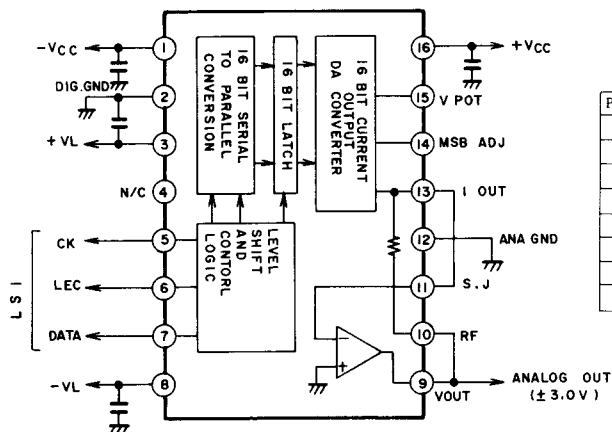 -VCC
1
DIG.GND
2
+VL
3
N/C
4
CK
5
LEC
6
DATA
7
LSI
-VL
8
16 BIT SERIAL
TO PARALLEL
CONVERSION
16 BIT LATCH
16 BIT CURRENT
OUTPUT
DA CONVERTER
LEVEL
SHIFT
AND
CONTORL
LOGIC
16
+VCC
15
V POT
14
MSB ADJ
13
I OUT
12
ANA GND
11
S.J
10
RF
9
VOUT
ANALOG OUT
(±3.0V)
-
+
P